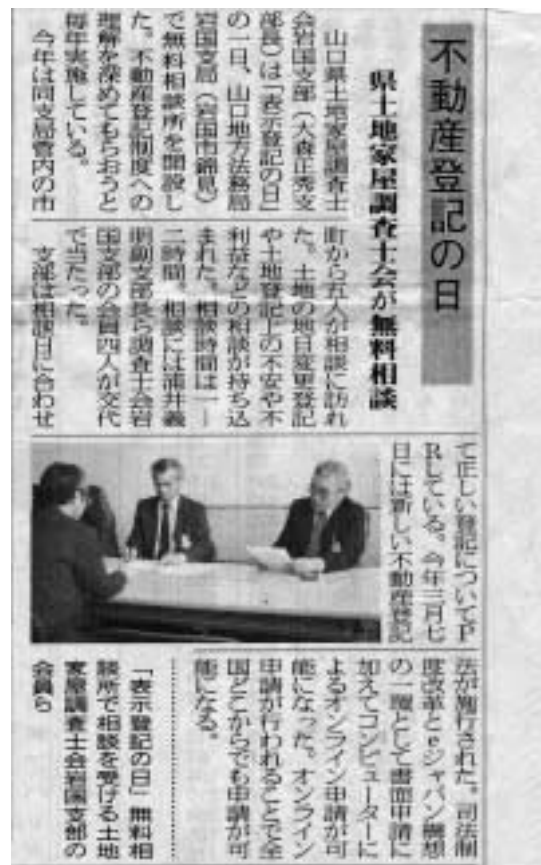 不動産登記の日
県土地家屋調査士会が無料相談
山口県土地家屋調査士
会岩国支部（大森正秀支
部長）は「表示登記の日」
の一日、山口地方法務局
岩国支局（岩国市錦見）
で無料相談所を開設し
た。不動産登記制度への
理解を深めてもらおうと
毎年実施している。
今年は同支局管内の市
町から五人が相談に訪れ
た。土地の地目変更登記
や土地登記上の不安や不
利益などの相談が持ち込
まれた。相談時間は一―
二時間。相談には浦井義
明副支部長ら調査士会岩
国支部の会員四人が交代
で当たった。
支部は相談日に合わせ
て正しい登記についてP
Rしている。今年三月七
日には新しい不動産登記
法が施行された。司法制
度改革とeジャパン構想
の一環として書面申請に
加えてコンピューターに
よるオンライン申請が可
能になった。オンライン
申請が行われることで全
国どこからでも申請が可
能になる。
「表示登記の日」無料相
談所で相談を受ける土地
家屋調査士会岩国支部の
会員ら